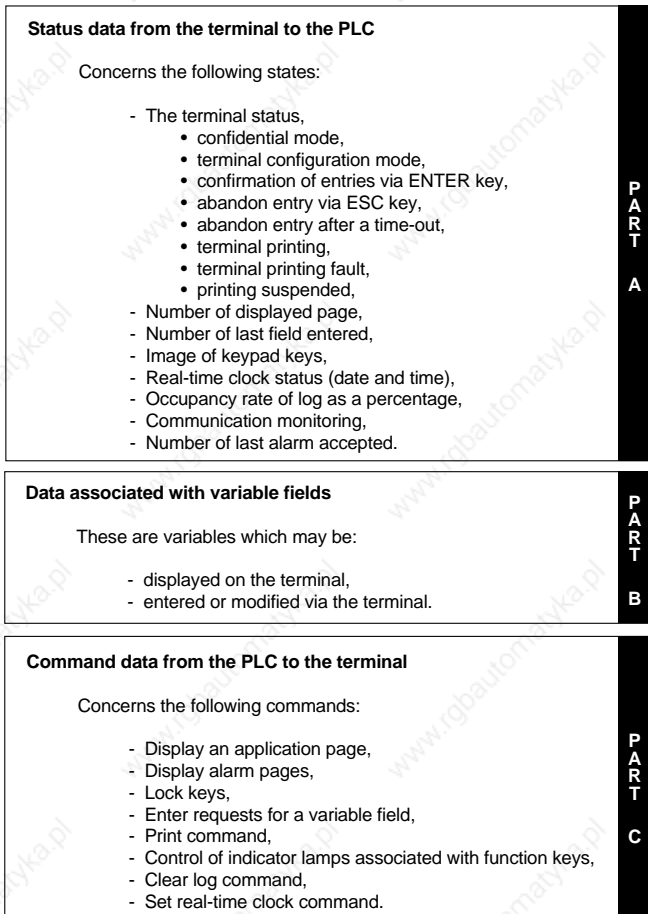 Status data from the terminal to the PLC
Concerns the following states:
- The terminal status,
• confidential mode,
• terminal configuration mode,
• confirmation of entries via ENTER key,
• abandon entry via ESC key,
• abandon entry after a time-out,
• terminal printing,
• terminal printing fault,
• printing suspended,
- Number of displayed page,
- Number of last field entered,
- Image of keypad keys,
- Real-time clock status (date and time),
- Occupancy rate of log as a percentage,
- Communication monitoring,
- Number of last alarm accepted.
PART A
Data associated with variable fields
These are variables which may be:
- displayed on the terminal,
- entered or modified via the terminal.
PART B
Command data from the PLC to the terminal
Concerns the following commands:
- Display an application page,
- Display alarm pages,
- Lock keys,
- Enter requests for a variable field,
- Print command,
- Control of indicator lamps associated with function keys,
- Clear log command,
- Set real-time clock command.
PART C
www.rgbautomatyka.pl